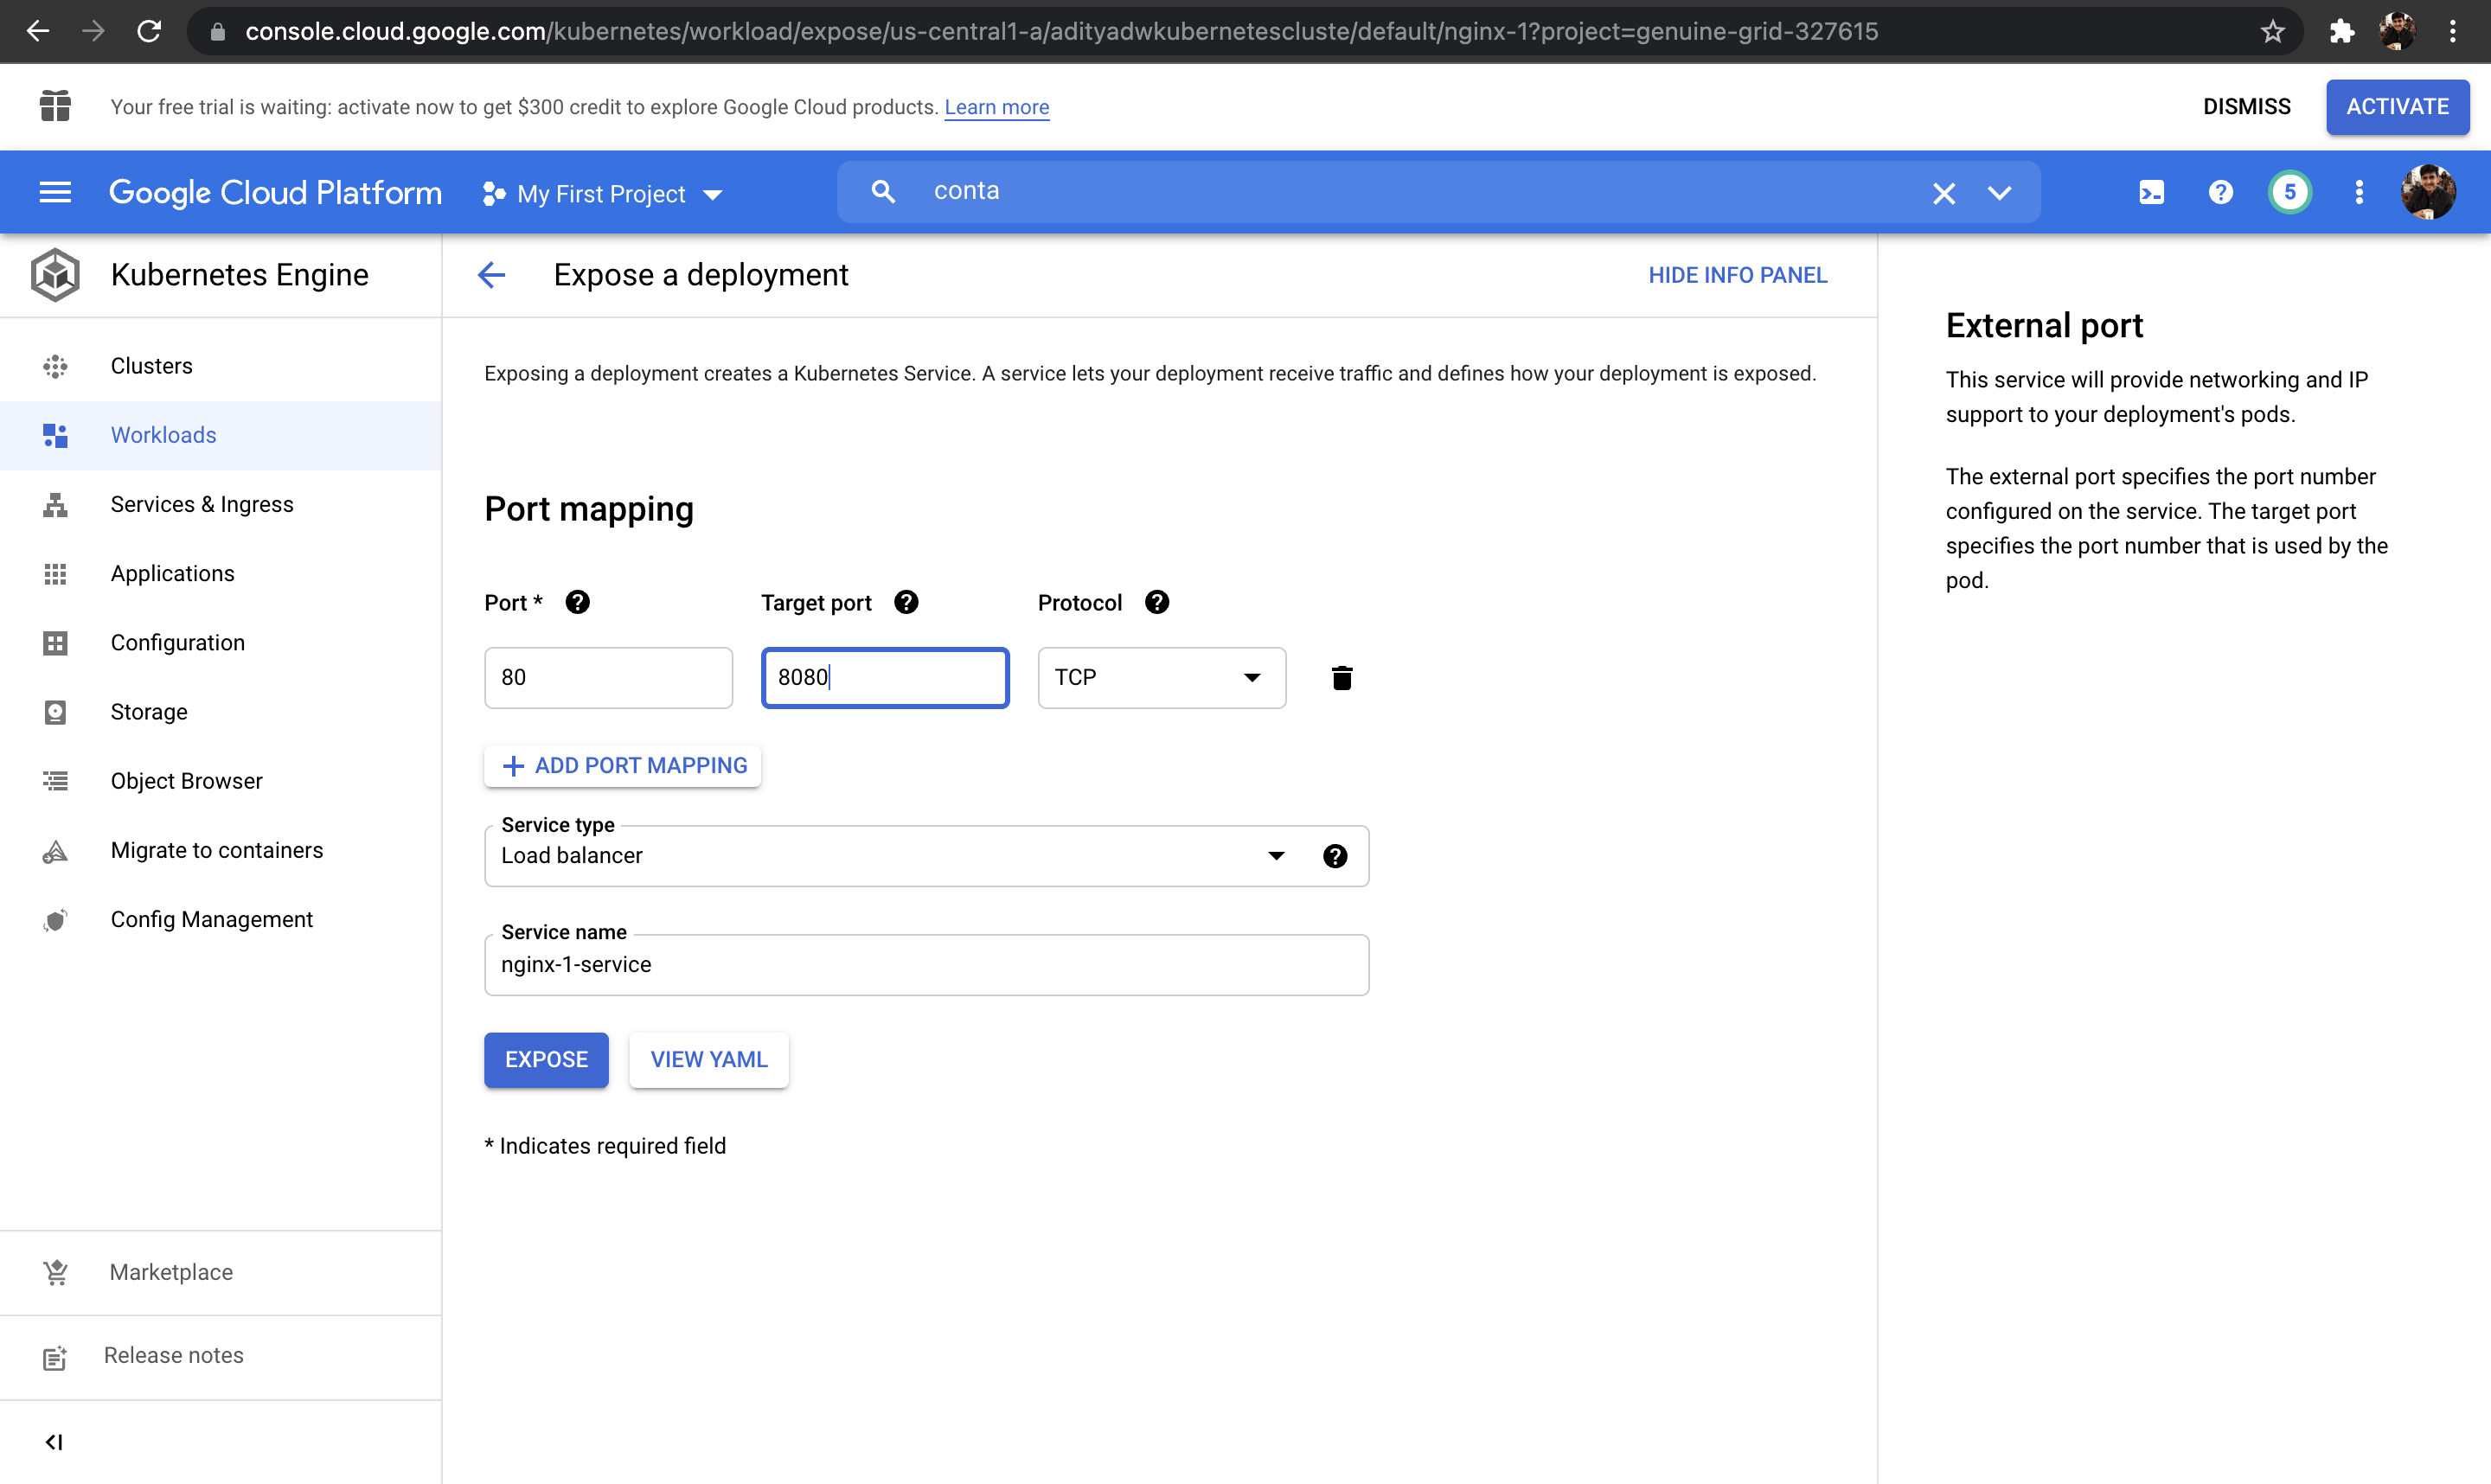 console.cloud.google.com/kubernetes/workload/expose/us-central1-a/adityadwkubernetescluste/default/nginx-1?project=genuine-grid-327615
Your free trial is waiting: activate now to get $300 credit to explore Google Cloud products. Learn more
DISMISS
ACTIVATE
Google Cloud Platform
My First Project
conta
5
Kubernetes Engine
Clusters
Workloads
Services & Ingress
Applications
Configuration
Storage
Object Browser
Migrate to containers
Config Management
Marketplace
Release notes
Expose a deployment
HIDE INFO PANEL
Exposing a deployment creates a Kubernetes Service. A service lets your deployment receive traffic and defines how your deployment is exposed.
Port mapping
Port *
Target port
Protocol
80
8080
TCP
ADD PORT MAPPING
Service type
Load balancer
Service name
nginx-1-service
EXPOSE
VIEW YAML
* Indicates required field
External port
This service will provide networking and IP
support to your deployment's pods.
The external port specifies the port number
configured on the service. The target port
specifies the port number that is used by the
pod.